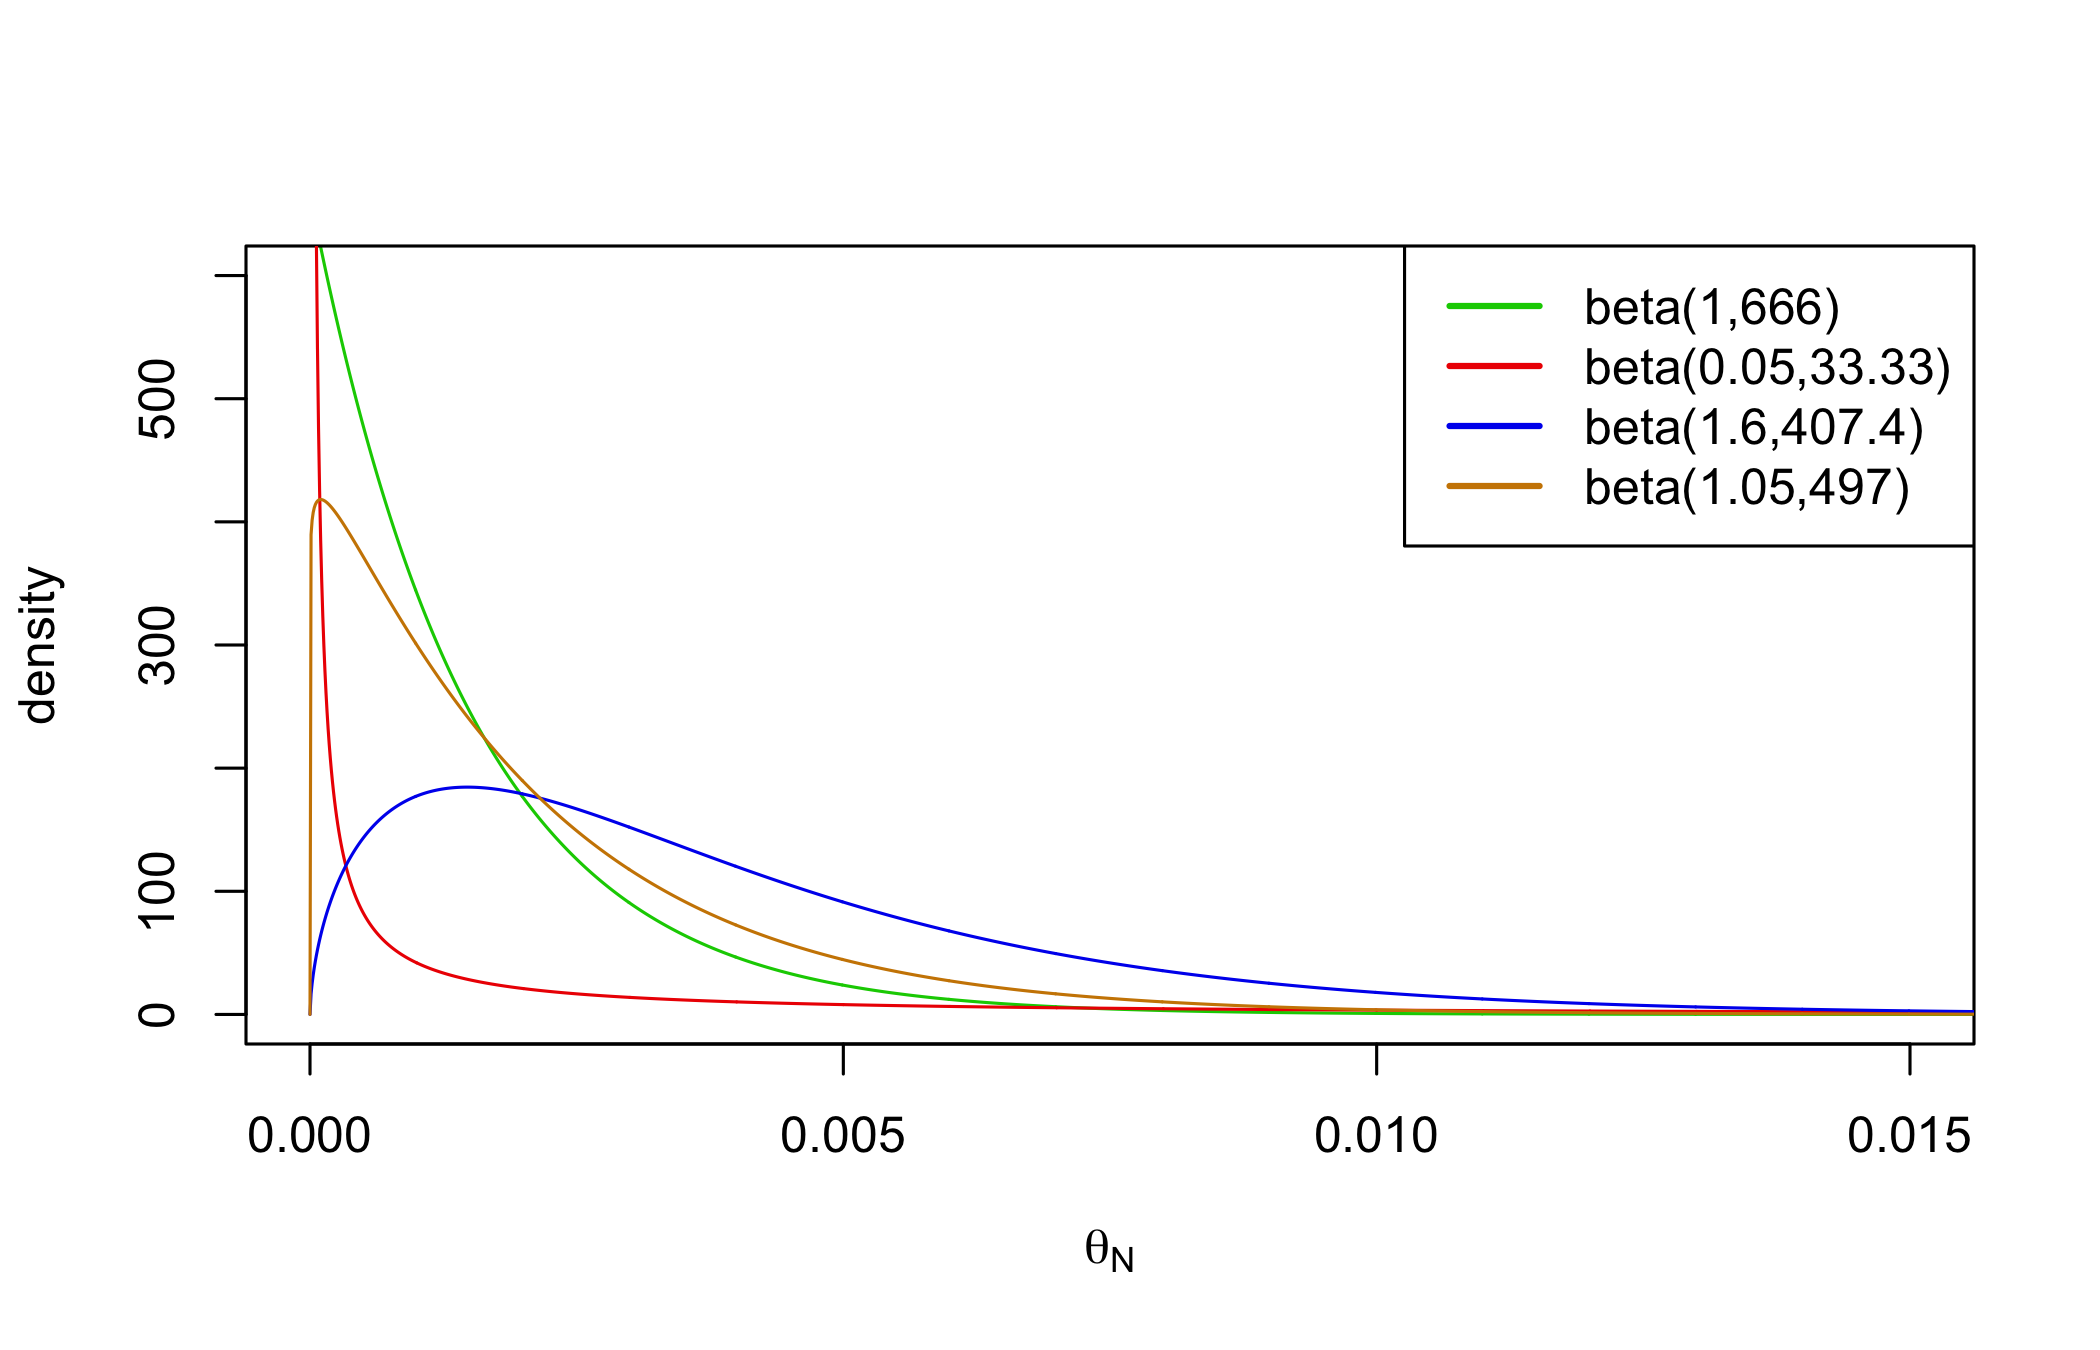 beta(1,666)
beta(0.05,33.33)
beta(1.6,407.4)
beta(1.05,497)
density
500
300
100
0
0.000 0.005 0.010 0.015
θN